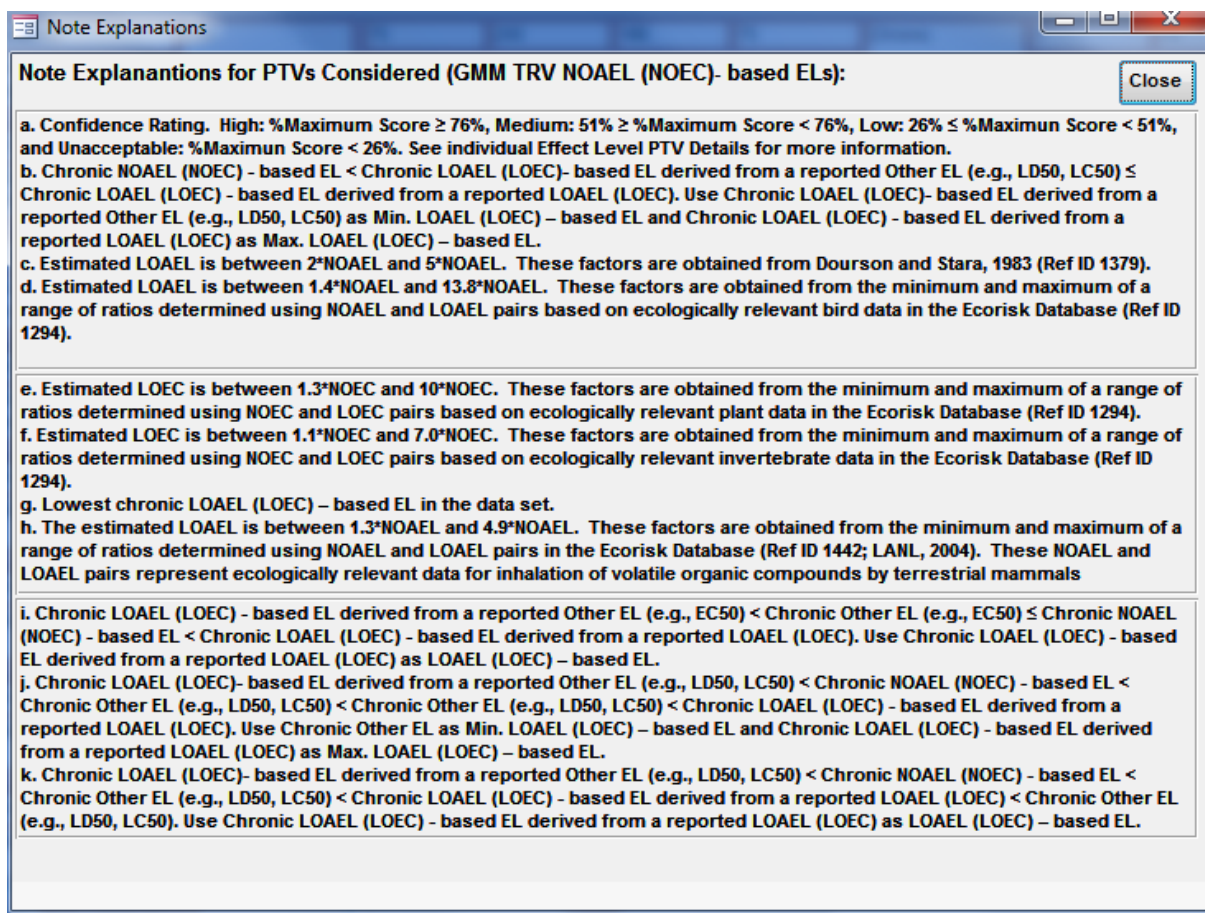 Note Explanations
Note Explanantions for PTVs Considered (GMM TRV NOAEL (NOEC)- based ELs):
Close
a. Confidence Rating.  High: %Maximum Score ≥ 76%, Medium: 51% ≥ %Maximum Score < 76%, Low: 26% ≤ %Maximun Score < 51%,
and Unacceptable: %Maximun Score < 26%. See individual Effect Level PTV Details for more information.
b. Chronic NOAEL (NOEC) - based EL < Chronic LOAEL (LOEC)- based EL derived from a reported Other EL (e.g., LD50, LC50) ≤
Chronic LOAEL (LOEC) - based EL derived from a reported LOAEL (LOEC). Use Chronic LOAEL (LOEC)- based EL derived from a
reported Other EL (e.g., LD50, LC50) as Min. LOAEL (LOEC) – based EL and Chronic LOAEL (LOEC) - based EL derived from a
reported LOAEL (LOEC) as Max. LOAEL (LOEC) – based EL.
c. Estimated LOAEL is between 2*NOAEL and 5*NOAEL.  These factors are obtained from Dourson and Stara, 1983 (Ref ID 1379).
d. Estimated LOAEL is between 1.4*NOAEL and 13.8*NOAEL.  These factors are obtained from the minimum and maximum of a
range of ratios determined using NOAEL and LOAEL pairs based on ecologically relevant bird data in the Ecorisk Database (Ref ID
1294).
e. Estimated LOEC is between 1.3*NOEC and 10*NOEC.  These factors are obtained from the minimum and maximum of a range of
ratios determined using NOEC and LOEC pairs based on ecologically relevant plant data in the Ecorisk Database (Ref ID 1294).
f. Estimated LOEC is between 1.1*NOEC and 7.0*NOEC.  These factors are obtained from the minimum and maximum of a range of
ratios determined using NOEC and LOEC pairs based on ecologically relevant invertebrate data in the Ecorisk Database (Ref ID
1294).
g. Lowest chronic LOAEL (LOEC) – based EL in the data set.
h. The estimated LOAEL is between 1.3*NOAEL and 4.9*NOAEL.  These factors are obtained from the minimum and maximum of a
range of ratios determined using NOAEL and LOAEL pairs in the Ecorisk Database (Ref ID 1442; LANL, 2004).  These NOAEL and
LOAEL pairs represent ecologically relevant data for inhalation of volatile organic compounds by terrestrial mammals
i. Chronic LOAEL (LOEC) - based EL derived from a reported Other EL (e.g., EC50) < Chronic Other EL (e.g., EC50) ≤ Chronic NOAEL
(NOEC) - based EL < Chronic LOAEL (LOEC) - based EL derived from a reported LOAEL (LOEC). Use Chronic LOAEL (LOEC) - based
EL derived from a reported LOAEL (LOEC) as LOAEL (LOEC) – based EL.
j. Chronic LOAEL (LOEC)- based EL derived from a reported Other EL (e.g., LD50, LC50) < Chronic NOAEL (NOEC) - based EL <
Chronic Other EL (e.g., LD50, LC50) < Chronic Other EL (e.g., LD50, LC50) < Chronic LOAEL (LOEC) - based EL derived from a
reported LOAEL (LOEC). Use Chronic Other EL as Min. LOAEL (LOEC) – based EL and Chronic LOAEL (LOEC) - based EL derived
from a reported LOAEL (LOEC) as Max. LOAEL (LOEC) – based EL.
k. Chronic LOAEL (LOEC)- based EL derived from a reported Other EL (e.g., LD50, LC50) < Chronic NOAEL (NOEC) - based EL <
Chronic Other EL (e.g., LD50, LC50) < Chronic LOAEL (LOEC) - based EL derived from a reported LOAEL (LOEC) < Chronic Other EL
(e.g., LD50, LC50). Use Chronic LOAEL (LOEC) - based EL derived from a reported LOAEL (LOEC) as LOAEL (LOEC) – based EL.